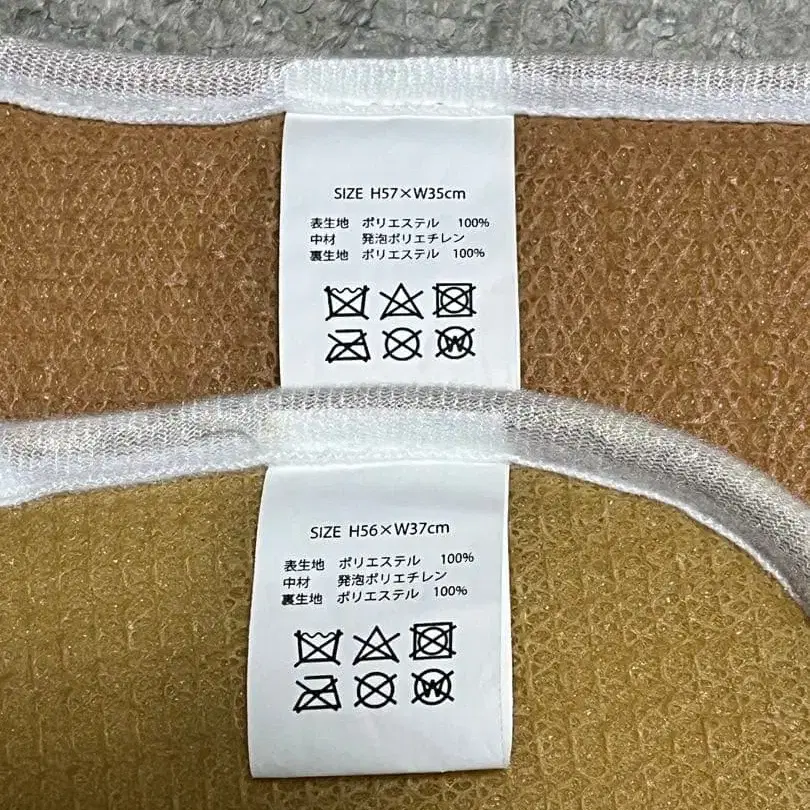 SIZE H57×W35cm
表生地 ポリエステル 100%
中材 発泡ポリエチレン
裏生地 ポリエステル 100%
W
SIZE H56×W37cm
表生地 ポリエステル 100%
中材 発泡ポリエチレン
裏生地 ポリエステル 100%
W